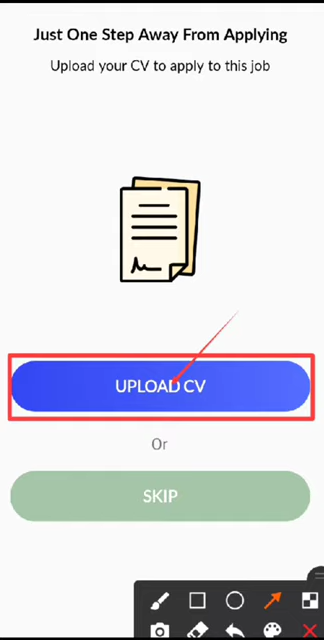 Just One Step Away From Applying
Upload your CV to apply to this job
UPLOAD CV
Or
SKIP